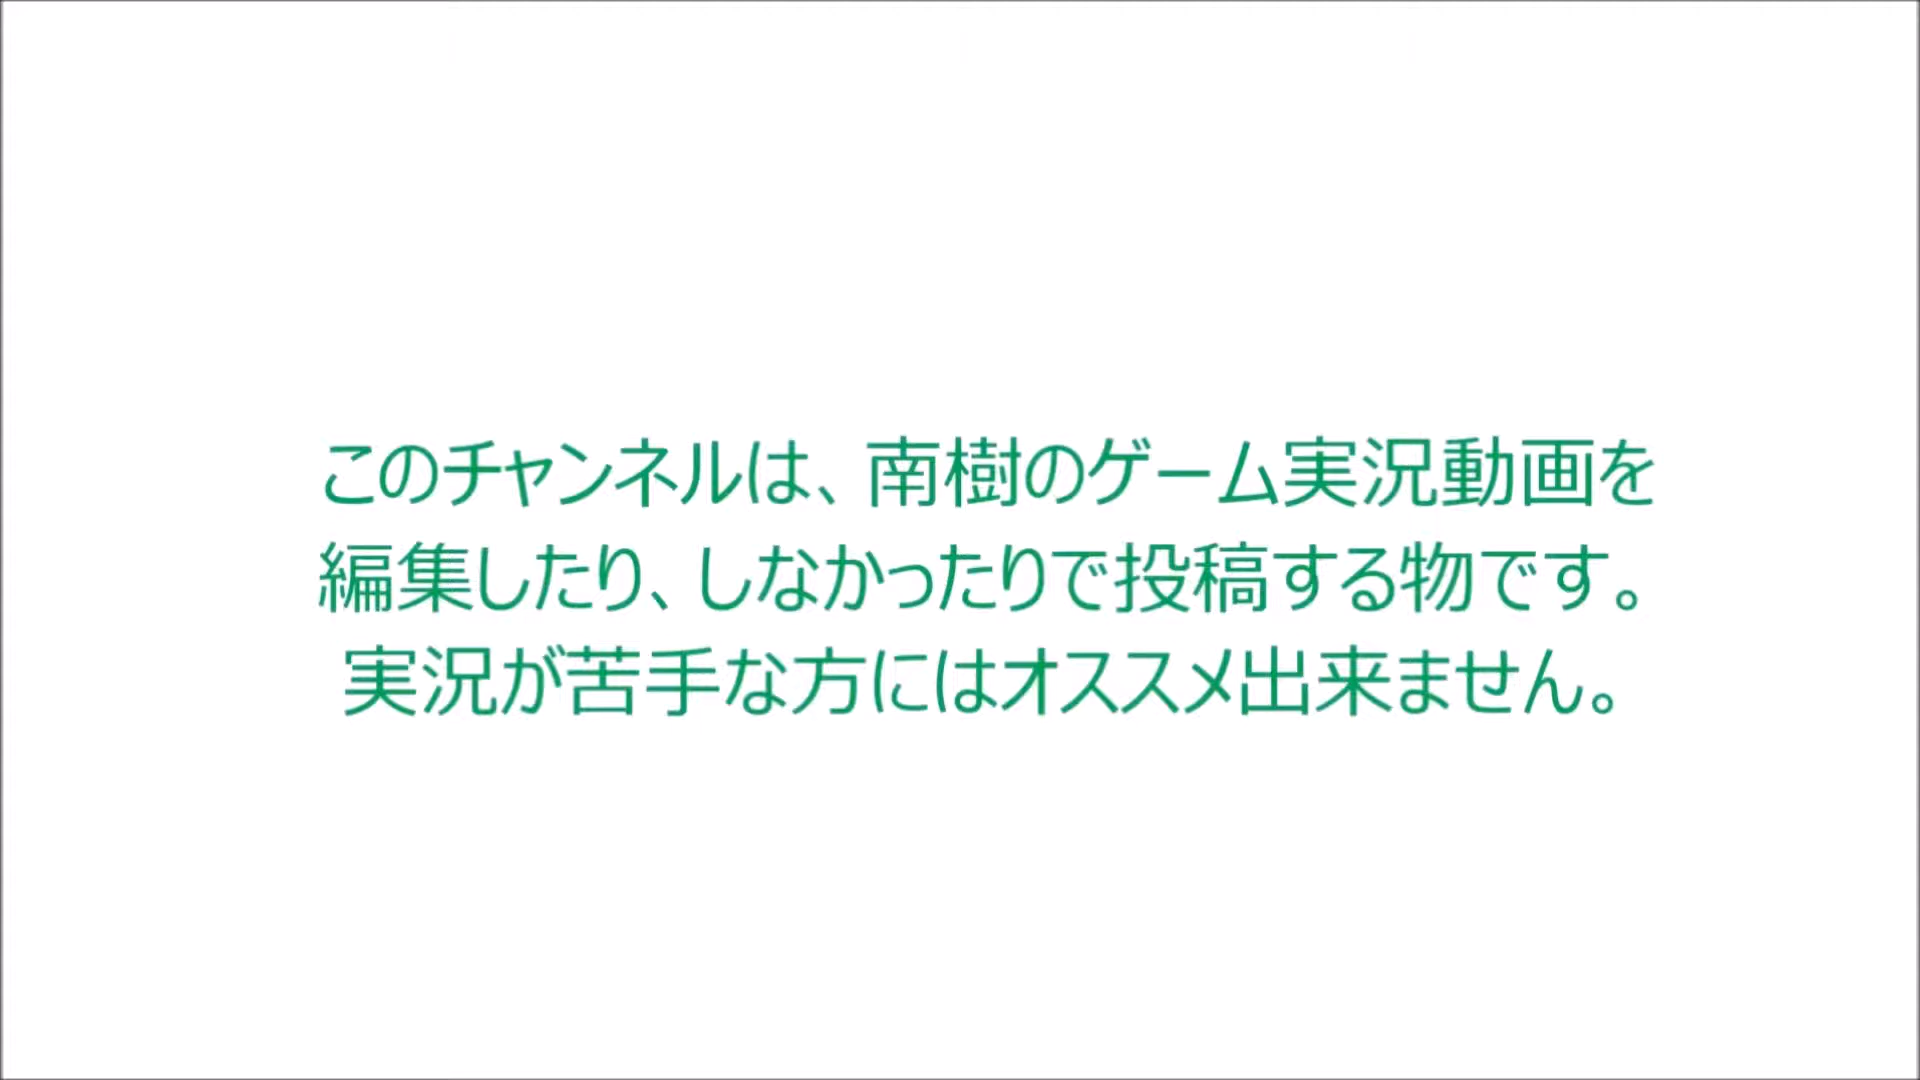 このチャンネルは、南樹のゲーム実況動画を
編集したり、しなかったりで投稿する物です。
実況が苦手な方にはオススメ出来ません。